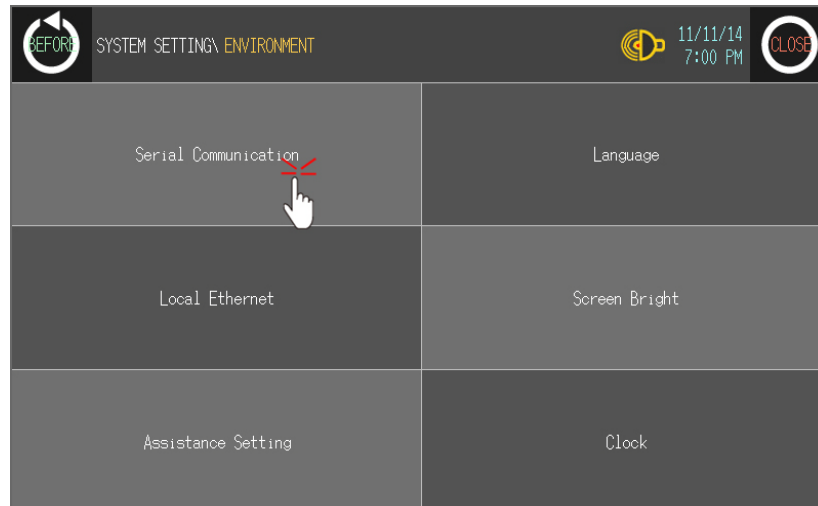 BEFORE
SYSTEM SETTING\ ENVIRONMENT
11/11/14
7:00 PM
CLOSE
Serial Communication
Language
Local Ethernet
Screen Bright
Assistance Setting
Clock